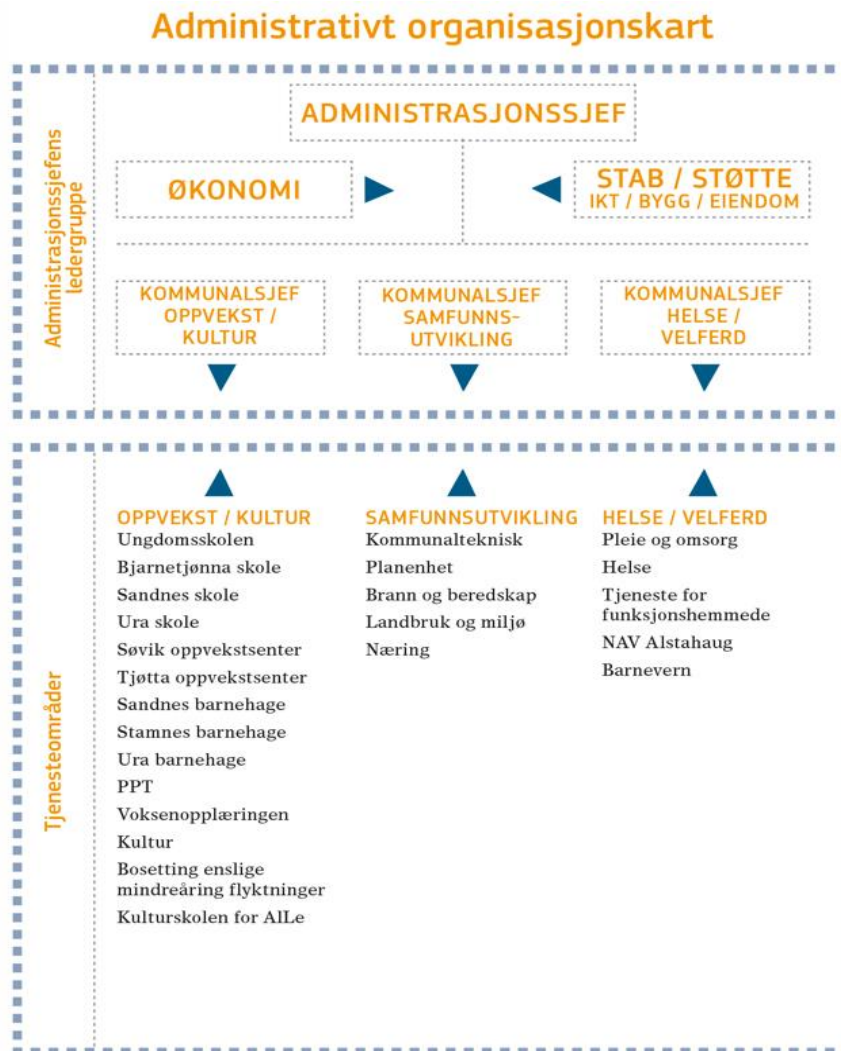 Administrativt organisasjonskart
Administrasjonssjefens
ledergruppe
ADMINISTRASJONSSJEF
ØKONOMI
STAB / STØTTE
IKT / BYGG / EIENDOM
KOMMUNALSJEF
OPPVEKST /
KULTUR
KOMMUNALSJEF
SAMFUNNS-
UTVIKLING
KOMMUNALSJEF
HELSE /
VELFERD
Tjenesteområder
OPPVEKST / KULTUR
Ungdomsskolen
Bjarnetjønna skole
Sandnes skole
Ura skole
Søvik oppvekstsenter
Tjøtta oppvekstsenter
Sandnes barnehage
Stamnes barnehage
Ura barnehage
PPT
Voksenopplæringen
Kultur
Bosetting enslige
mindreåring flyktninger
Kulturskolen for AlLe
SAMFUNNSUTVIKLING
Kommunalteknisk
Planenhet
Brann og beredskap
Landbruk og miljø
Næring
HELSE / VELFERD
Pleie og omsorg
Helse
Tjeneste for
funksjonshemmede
NAV Alstahaug
Barnevern